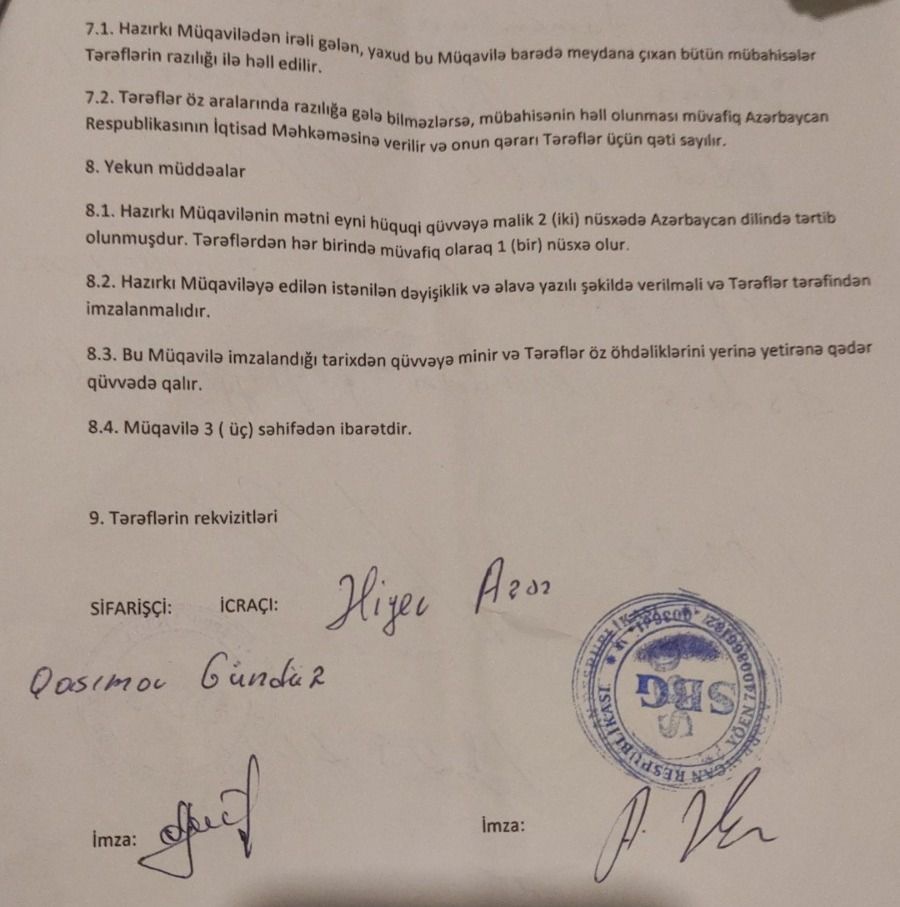 7.1. Hazırkı Müqavilədən irəli gələn, yaxud bu Müqavilə barədə meydana çıxan bütün mübahisələr
Tərəflərin razılığı ilə həll edilir.
7.2. Tərəflər öz aralarında razılığa gələ bilməzlərsə, mübahisənin həll olunması müvafiq Azərbaycan
Respublikasının İqtisad Məhkəməsinə verilir və onun qərarı Tərəflər üçün qəti sayılır.
8. Yekun müddəalar
8.1. Hazırkı Müqavilənin mətni eyni hüquqi qüvvəyə malik 2 (iki) nüsxədə Azərbaycan dilində tərtib
olunmuşdur. Tərəflərdən hər birində müvafiq olaraq 1 (bir) nüsxə olur.
8.2. Hazırkı Müqaviləyə edilən istənilən dəyişiklik və əlavə yazılı şəkildə verilməli və Tərəflər tərəfindən
imzalanmalıdır.
8.3. Bu Müqavilə imzalandığı tarixdən qüvvəyə minir və Tərəflər öz öhdəliklərini yerinə yetirənə qədər
qüvvədə qalır.
8.4. Müqavilə 3 ( üç) səhifədən ibarətdir.
9. Tərəflərin rekvizitləri
SİFARİŞÇİ: İCRAÇI:
Qasımov Gündüz
SBG
RESPUBLİKASI
VÖEN
İmza:
İmza: